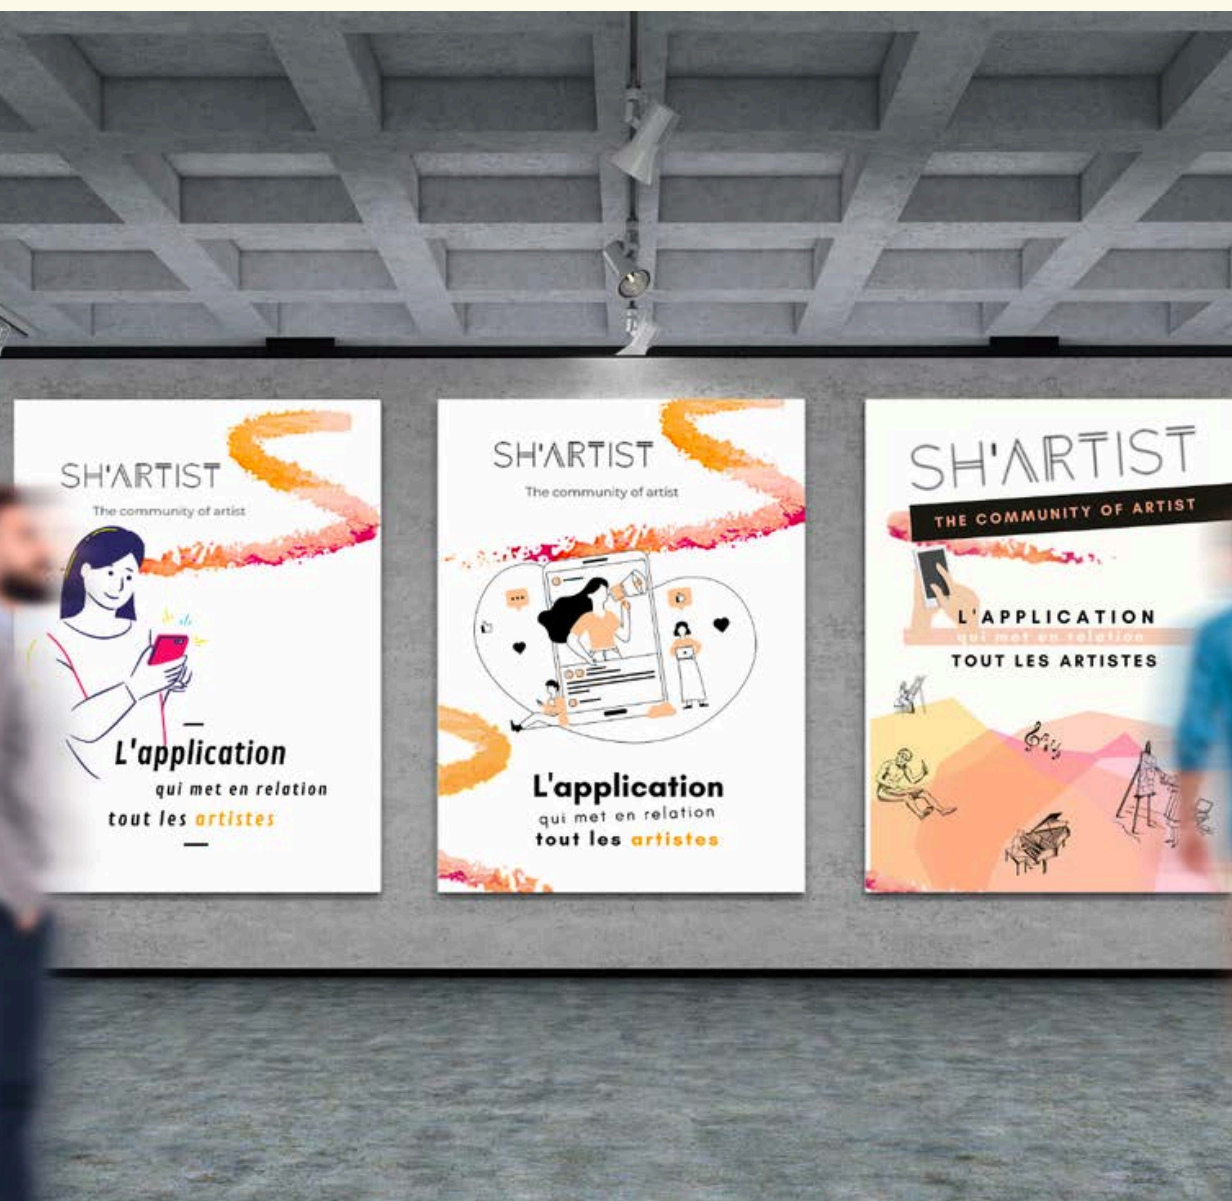 SH'ARTIST
The community of artist
L'application
qui met en relation
tout les artistes
SH'ARTIST
The community of artist
L'application
qui met en relation
tout les artistes
SH'ARTIST
THE COMMUNITY OF ARTIST
L'APPLICATION
qui met en relation
TOUT LES ARTISTES